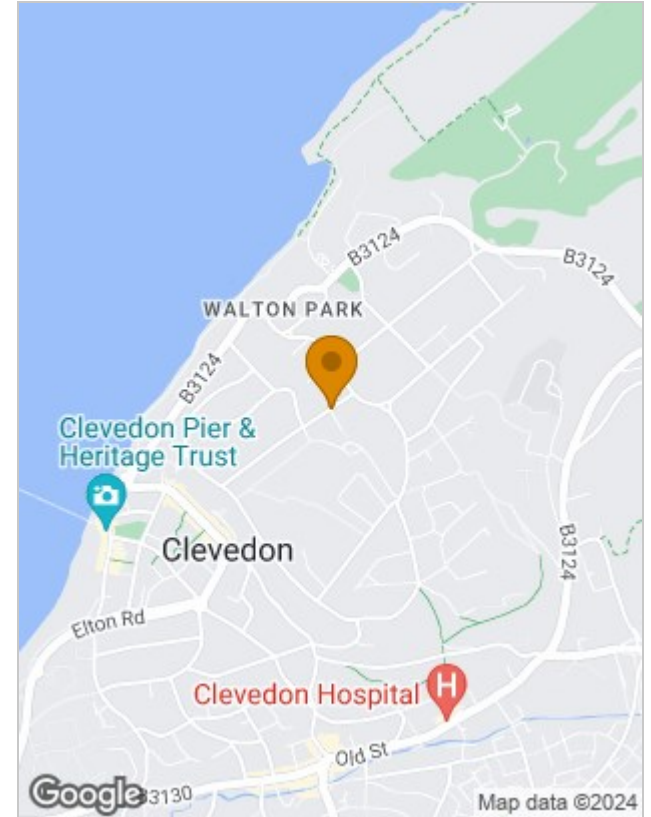 B3124
B3124
WALTON PARK
B3124
Clevedon Pier &
Heritage Trust
Clevedon
B3124
Elton Rd
Clevedon Hospital
H
Old St
Google
B3130
Map data ©2024